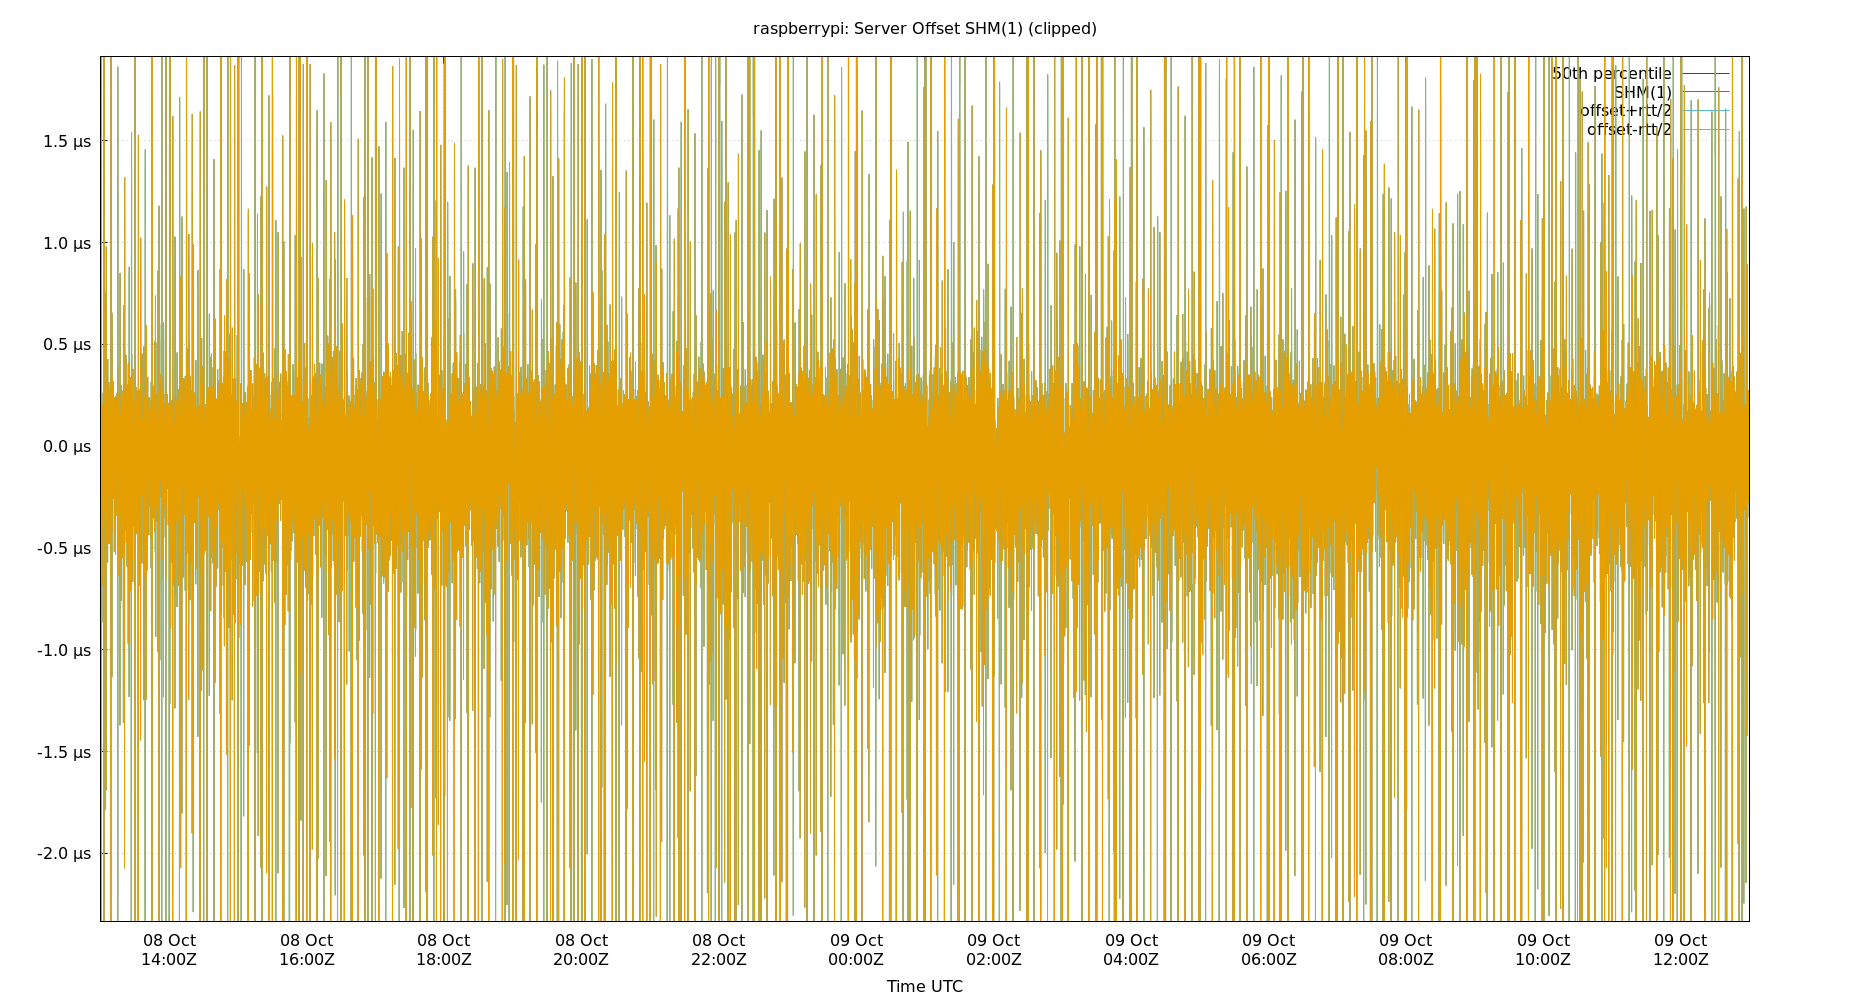 raspberrypi: Server Offset SHM(1) (clipped)
50th percentile
SHM(1)
offset+rtt/2
offset-rtt/2
1.5 µs
1.0 µs
0.5 µs
0.0 µs
-0.5 µs
-1.0 µs
-1.5 µs
-2.0 µs
08 Oct 08 Oct 08 Oct 08 Oct 08 Oct 09 Oct 09 Oct 09 Oct 09 Oct 09 Oct 09 Oct 09 Oct
14:00Z 16:00Z 18:00Z 20:00Z 22:00Z 00:00Z 02:00Z 04:00Z 06:00Z 08:00Z 10:00Z 12:00Z
Time UTC